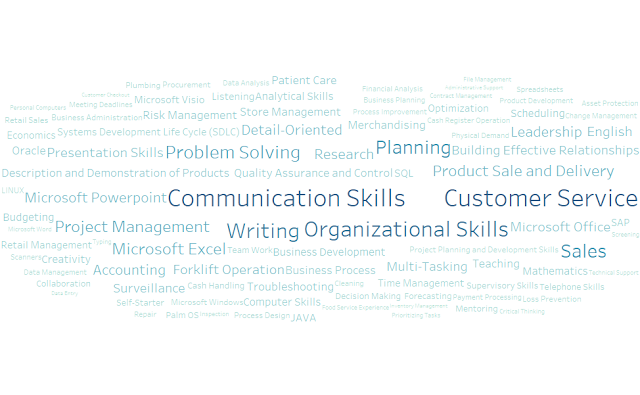 File Management
Patient Care
Data Analysis
Plumbing Procurement
Administrative Support
Financial Analysis
Spreadsheets
Customer Checkout
Listening
Analytical Skills
Contract Management
Microsoft Visio
Business Planning
Product Development
Asset Protection
Meeting Deadlines
Personal Computers
Optimization
Store Management
Process Improvement
Scheduling
Risk Management
Change Management
Business Administration
Retail Sales
Cash Register Operation
Merchandising
Detail-Oriented
Systems Development Life Cycle (SDLC)
Leadership
English
Economics
Physical Demand
Planning
Oracle
Presentation Skills
Problem Solving
Research
Building Effective Relationships
Description and Demonstration of Products
Quality Assurance and Control
SQL
Product Sale and Delivery
LINUX
Microsoft Powerpoint
Communication Skills
Customer Service
Budgeting
SAP
Microsoft Word
Project Management
Writing
Organizational Skills
Microsoft Office
Screening
Typing
Retail Management
Microsoft Excel
Team Work
Business Development
Project Planning and Development Skills
Sales
Scanners
Creativity
Data Management
Accounting
Forklift Operation
Business Process
Multi-Tasking
Teaching
Mathematics
Technical Support
Collaboration
Surveillance
Cash Handling
Troubleshooting
Cleaning
Time Management
Supervisory Skills
Telephone Skills
Data Entry
Decision Making
Forecasting
Payment Processing
Loss Prevention
Self-Starter
Microsoft Windows
Computer Skills
Food Service Experience
Inventory Management
Mentoring
Critical Thinking
Repair
Palm OS
Inspection
Process Design
JAVA
Prioritizing Tasks